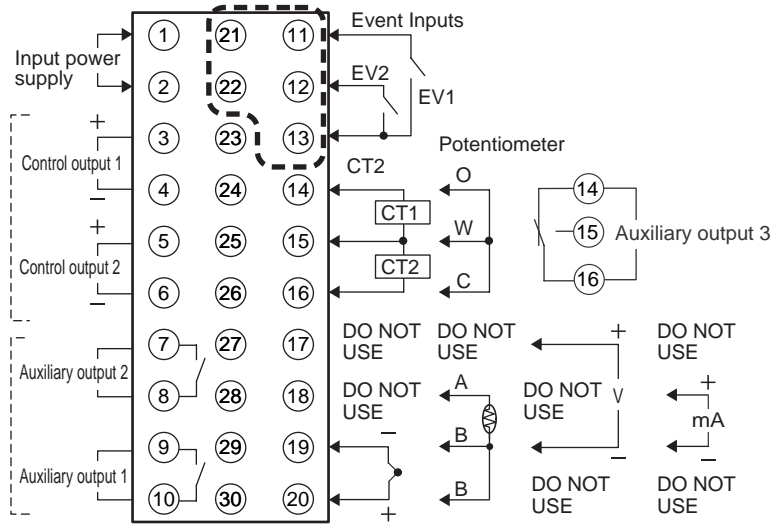 Input power
supply
+
Control output 1
−
+
Control output 2
−
Auxiliary output 2
Auxiliary output 1
1 21 11
2 22 12
3 23 13
4 24 14
5 25 15
6 26 16
7 27 17
8 28 18
9 29 19
10 30 20
Event Inputs
EV2
EV1
Potentiometer
CT2
CT1
CT2
O
W
C
14
15
16
Auxiliary output 3
DO NOT
USE
DO NOT
USE
+
DO NOT
USE
DO NOT
USE
A
DO NOT
USE
V
+
mA
−
B
−
−
+
B
DO NOT
USE
DO NOT
USE